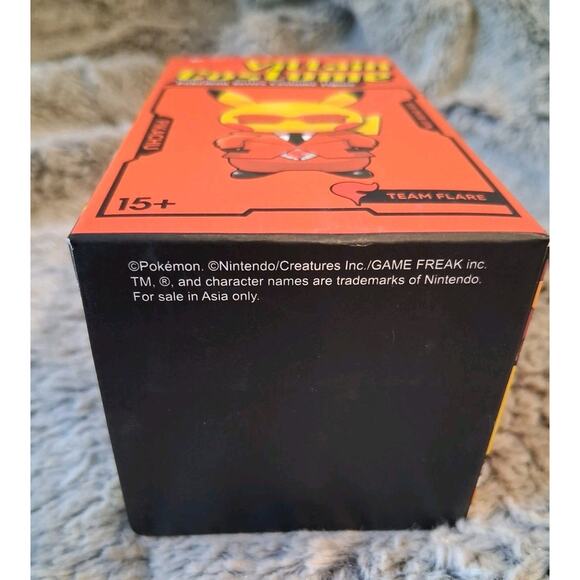 Villain
Costume
PIKACHU
15+
TEAM FLARE
©Pokémon. ©Nintendo/Creatures Inc./GAME FREAK inc.
TM, ®, and character names are trademarks of Nintendo.
For sale in Asia only.